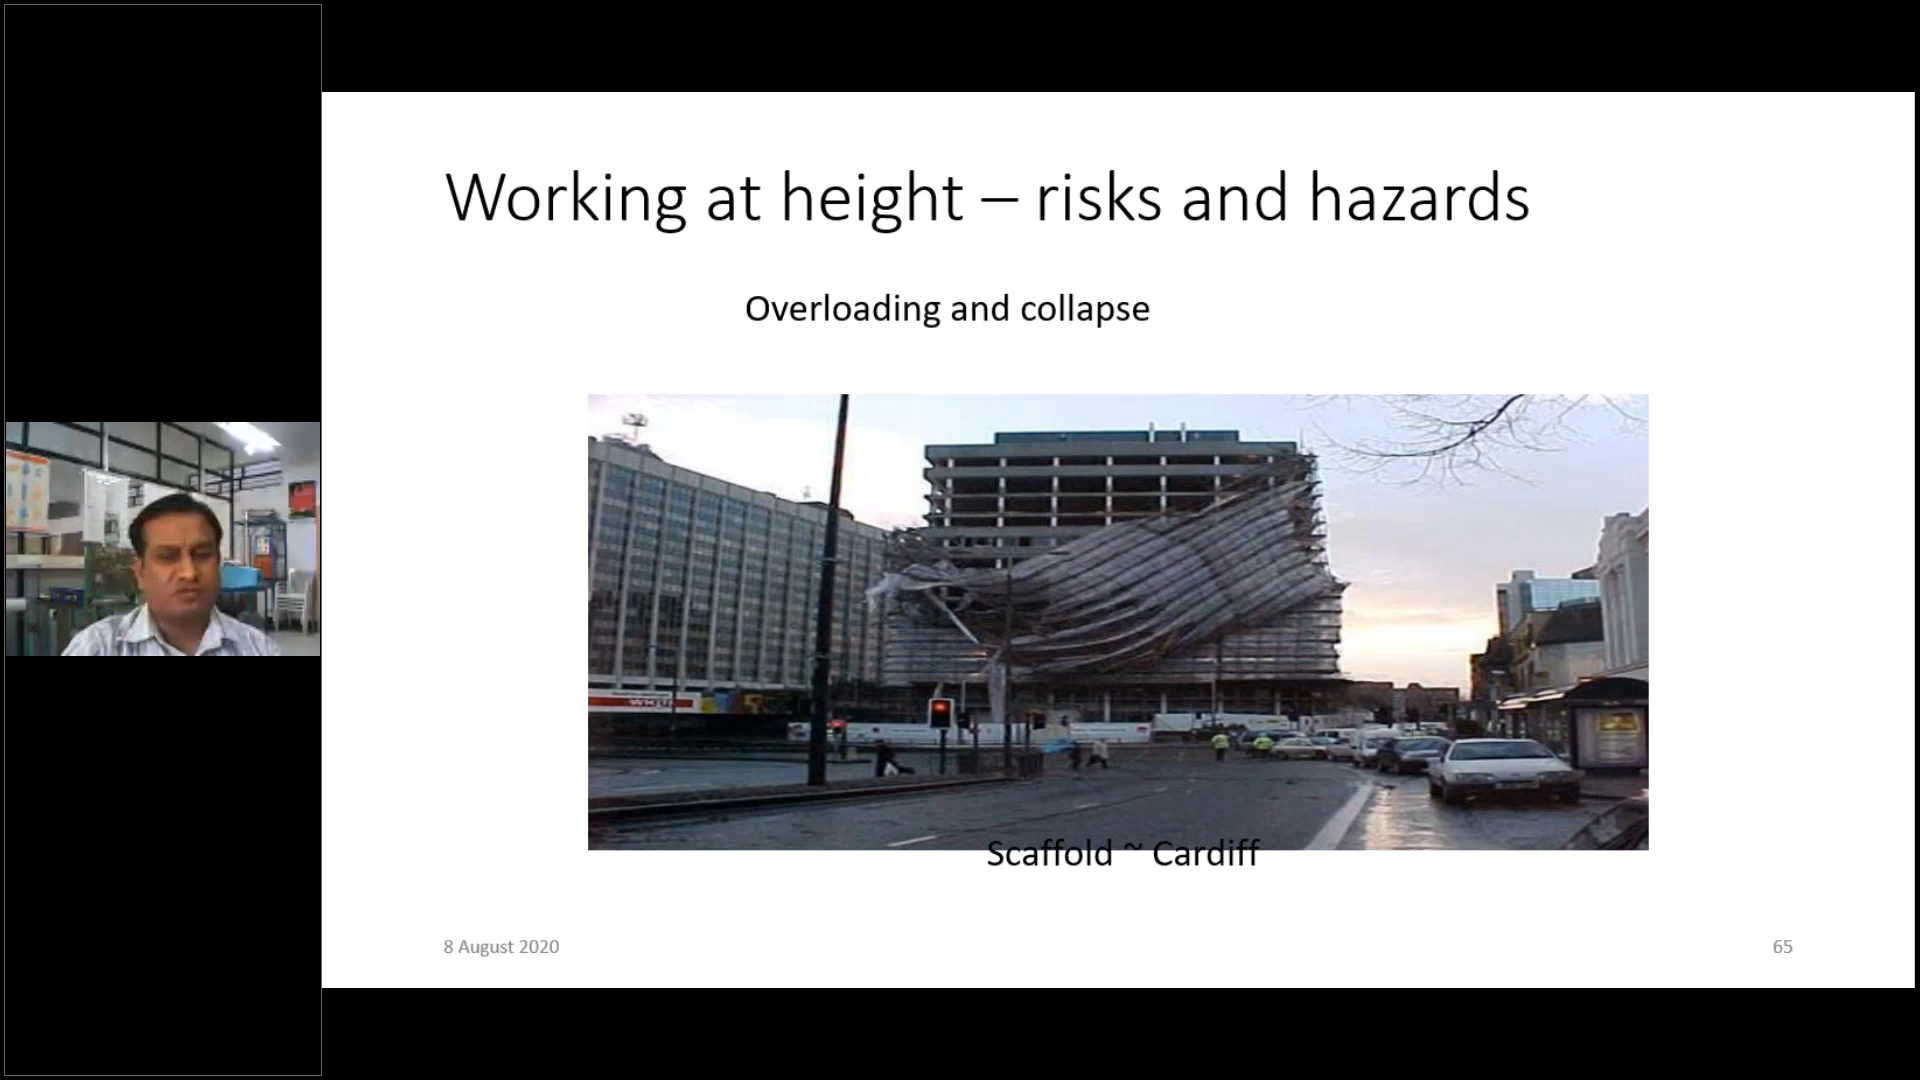 Working at height – risks and hazards
Overloading and collapse
Scaffold ~ Cardiff
8 August 2020
65